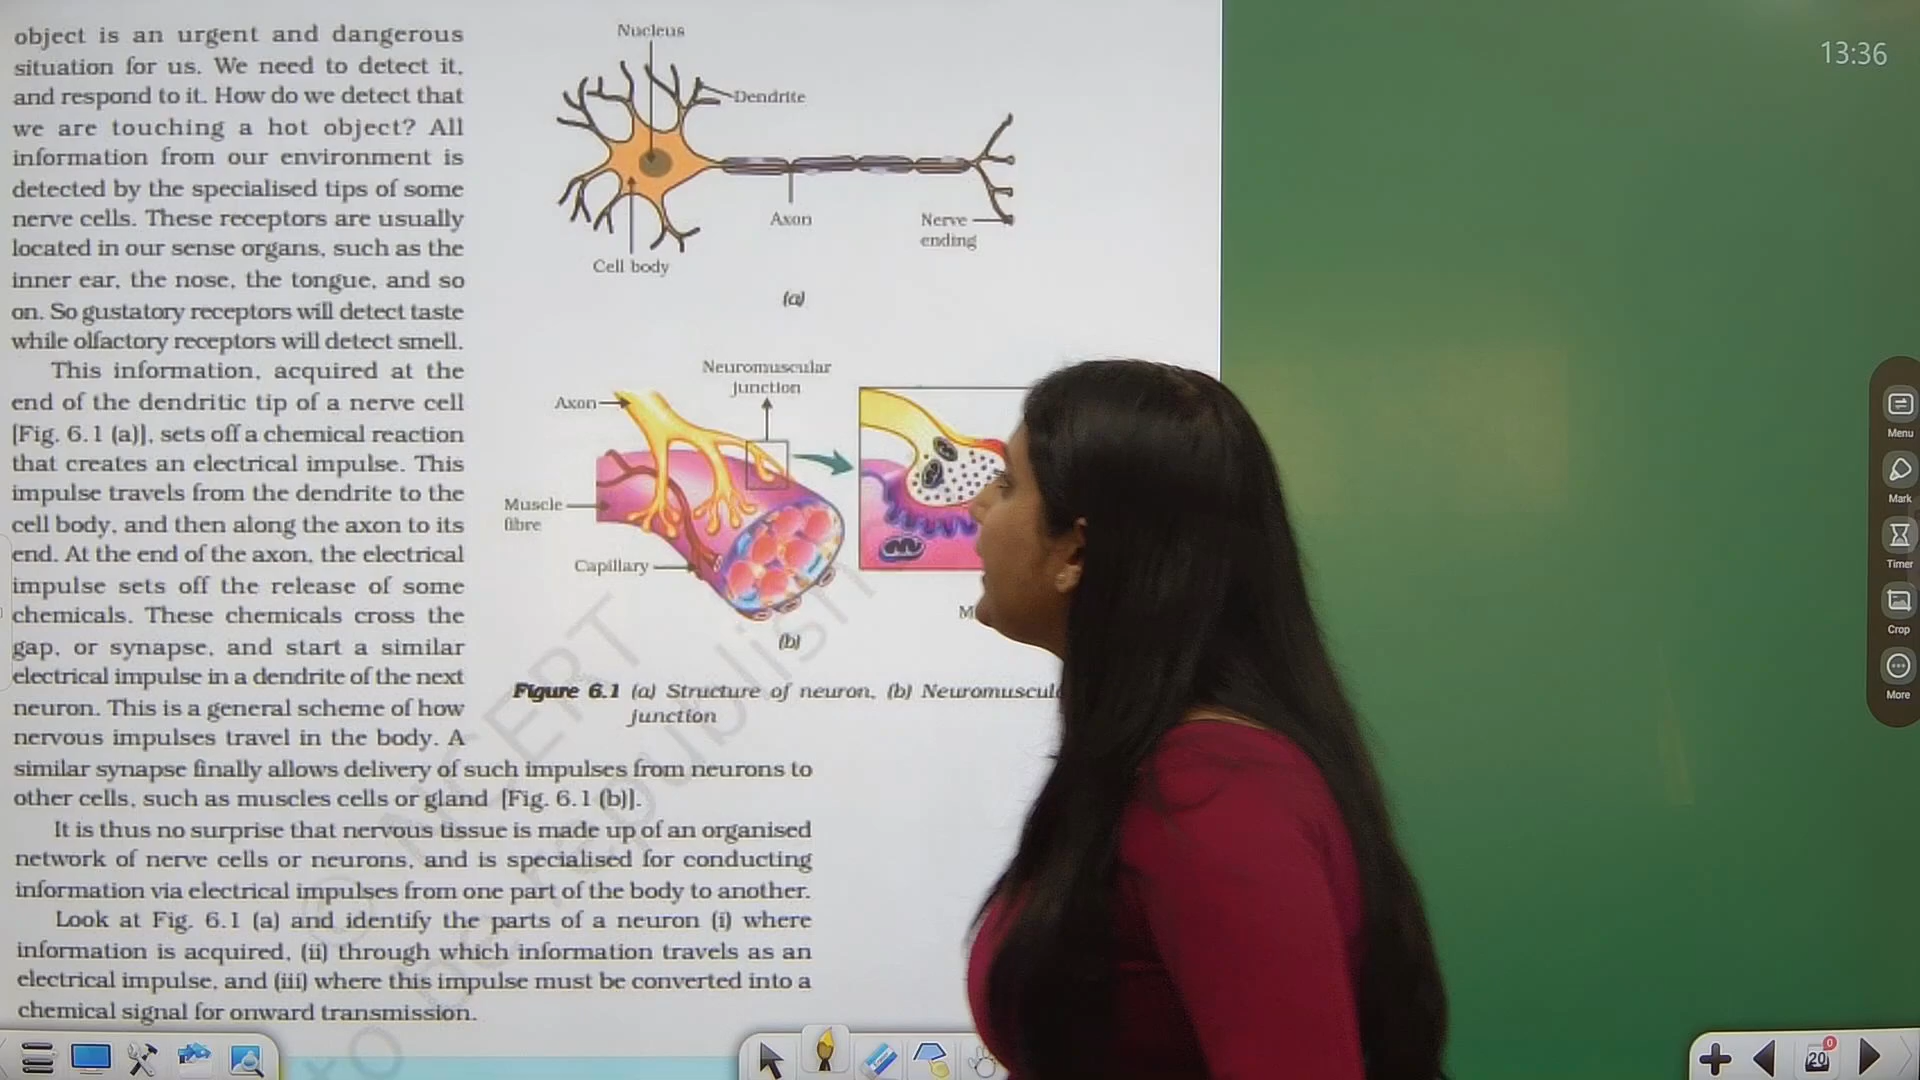 object is an urgent and dangerous
situation for us. We need to detect it,
and respond to it. How do we detect that
we are touching a hot object? All
information from our environment is
detected by the specialised tips of some
nerve cells. These receptors are usually
located in our sense organs, such as the
inner ear, the nose, the tongue, and so
on. So gustatory receptors will detect taste
while olfactory receptors will detect smell.
This information, acquired at the
end of the dendritic tip of a nerve cell
[Fig. 6.1 (a)], sets off a chemical reaction
that creates an electrical impulse. This
impulse travels from the dendrite to the
cell body, and then along the axon to its
end. At the end of the axon, the electrical
impulse sets off the release of some
chemicals. These chemicals cross the
gap, or synapse, and start a similar
electrical impulse in a dendrite of the next
neuron. This is a general scheme of how
nervous impulses travel in the body. A
similar synapse finally allows delivery of such impulses from neurons to
other cells, such as muscles cells or gland [Fig. 6.1 (b)].
It is thus no surprise that nervous tissue is made up of an organised
network of nerve cells or neurons, and is specialised for conducting
information via electrical impulses from one part of the body to another.
Look at Fig. 6.1 (a) and identify the parts of a neuron (i) where
information is acquired, (ii) through which information travels as an
electrical impulse, and (iii) where this impulse must be converted into a
chemical signal for onward transmission.
Nucleus
Dendrite
Axon
Nerve
ending
Cell body
(a)
Neuromuscular
junction
Axon
Muscle
fibre
Capillary
(b)
Figure 6.1 (a) Structure of neuron, (b)
junction
© NCERT
to be republish
13:36
Menu
Mark
Timer
Crop
More
20
0